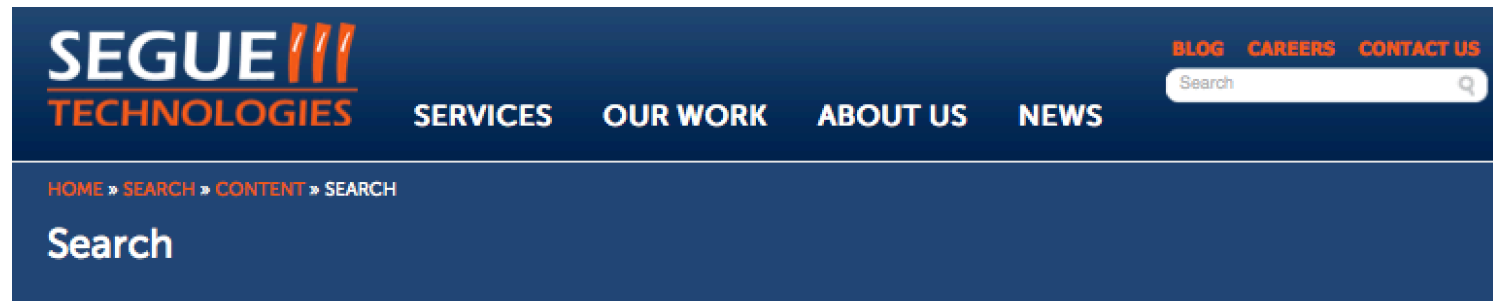 SEGUE
TECHNOLOGIES
SERVICES OUR WORK ABOUT US NEWS
BLOG CAREERS CONTACT US
Search
HOME » SEARCH » CONTENT » SEARCH
Search